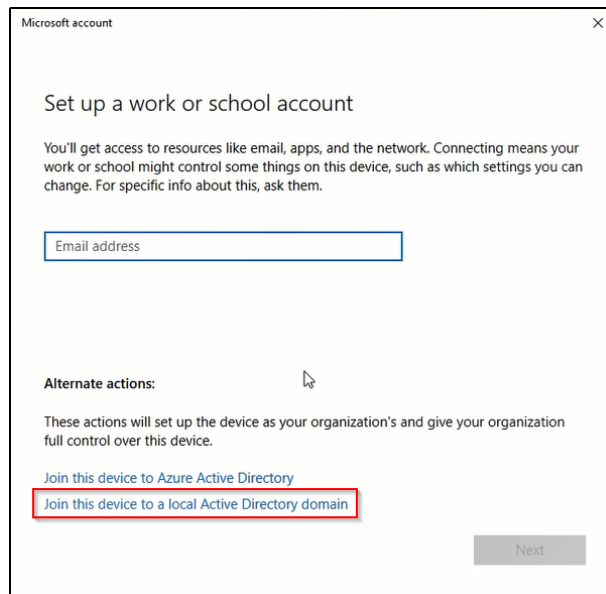 Microsoft account
Set up a work or school account
You'll get access to resources like email, apps, and the network. Connecting means your
work or school might control some things on this device, such as which settings you can
change. For specific info about this, ask them.
Email address
Alternate actions:
These actions will set up the device as your organization's and give your organization
full control over this device.
Join this device to Azure Active Directory
Join this device to a local Active Directory domain
Next